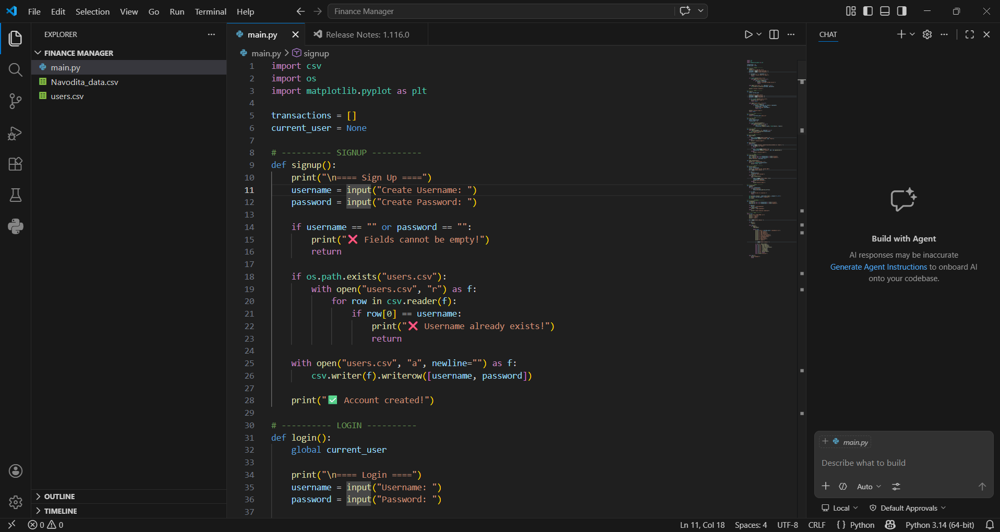 File Edit Selection View Go Run Terminal Help
Finance Manager
EXPLORER
FINANCE MANAGER
main.py
Navodita_data.csv
users.csv
OUTLINE
TIMELINE
main.py
Release Notes: 1.116.0
main.py > signup
1 import csv
2 import os
3 import matplotlib.pyplot as plt
4
5 transactions = []
6 current_user = None
7
8 # ---------- SIGNUP ----------
9 def signup():
10     print("\n==== Sign Up ====")
11     username = input("Create Username: ")
12     password = input("Create Password: ")
13
14     if username == "" or password == "":
15         print("❌ Fields cannot be empty!")
16         return
17
18     if os.path.exists("users.csv"):
19         with open("users.csv", "r") as f:
20             for row in csv.reader(f):
21                 if row[0] == username:
22                     print("❌ Username already exists!")
23                     return
24
25     with open("users.csv", "a", newline="") as f:
26         csv.writer(f).writerow([username, password])
27
28     print("✅ Account created!")
29
30 # ---------- LOGIN ----------
31 def login():
32     global current_user
33
34     print("\n==== Login ====")
35     username = input("Username: ")
36     password = input("Password: ")
37
CHAT
Build with Agent
AI responses may be inaccurate
Generate Agent Instructions to onboard AI
onto your codebase.
main.py
Describe what to build
Auto
Local Default Approvals
0 0
Ln 11, Col 18 Spaces: 4 UTF-8 CRLF {} Python Python 3.14 (64-bit)